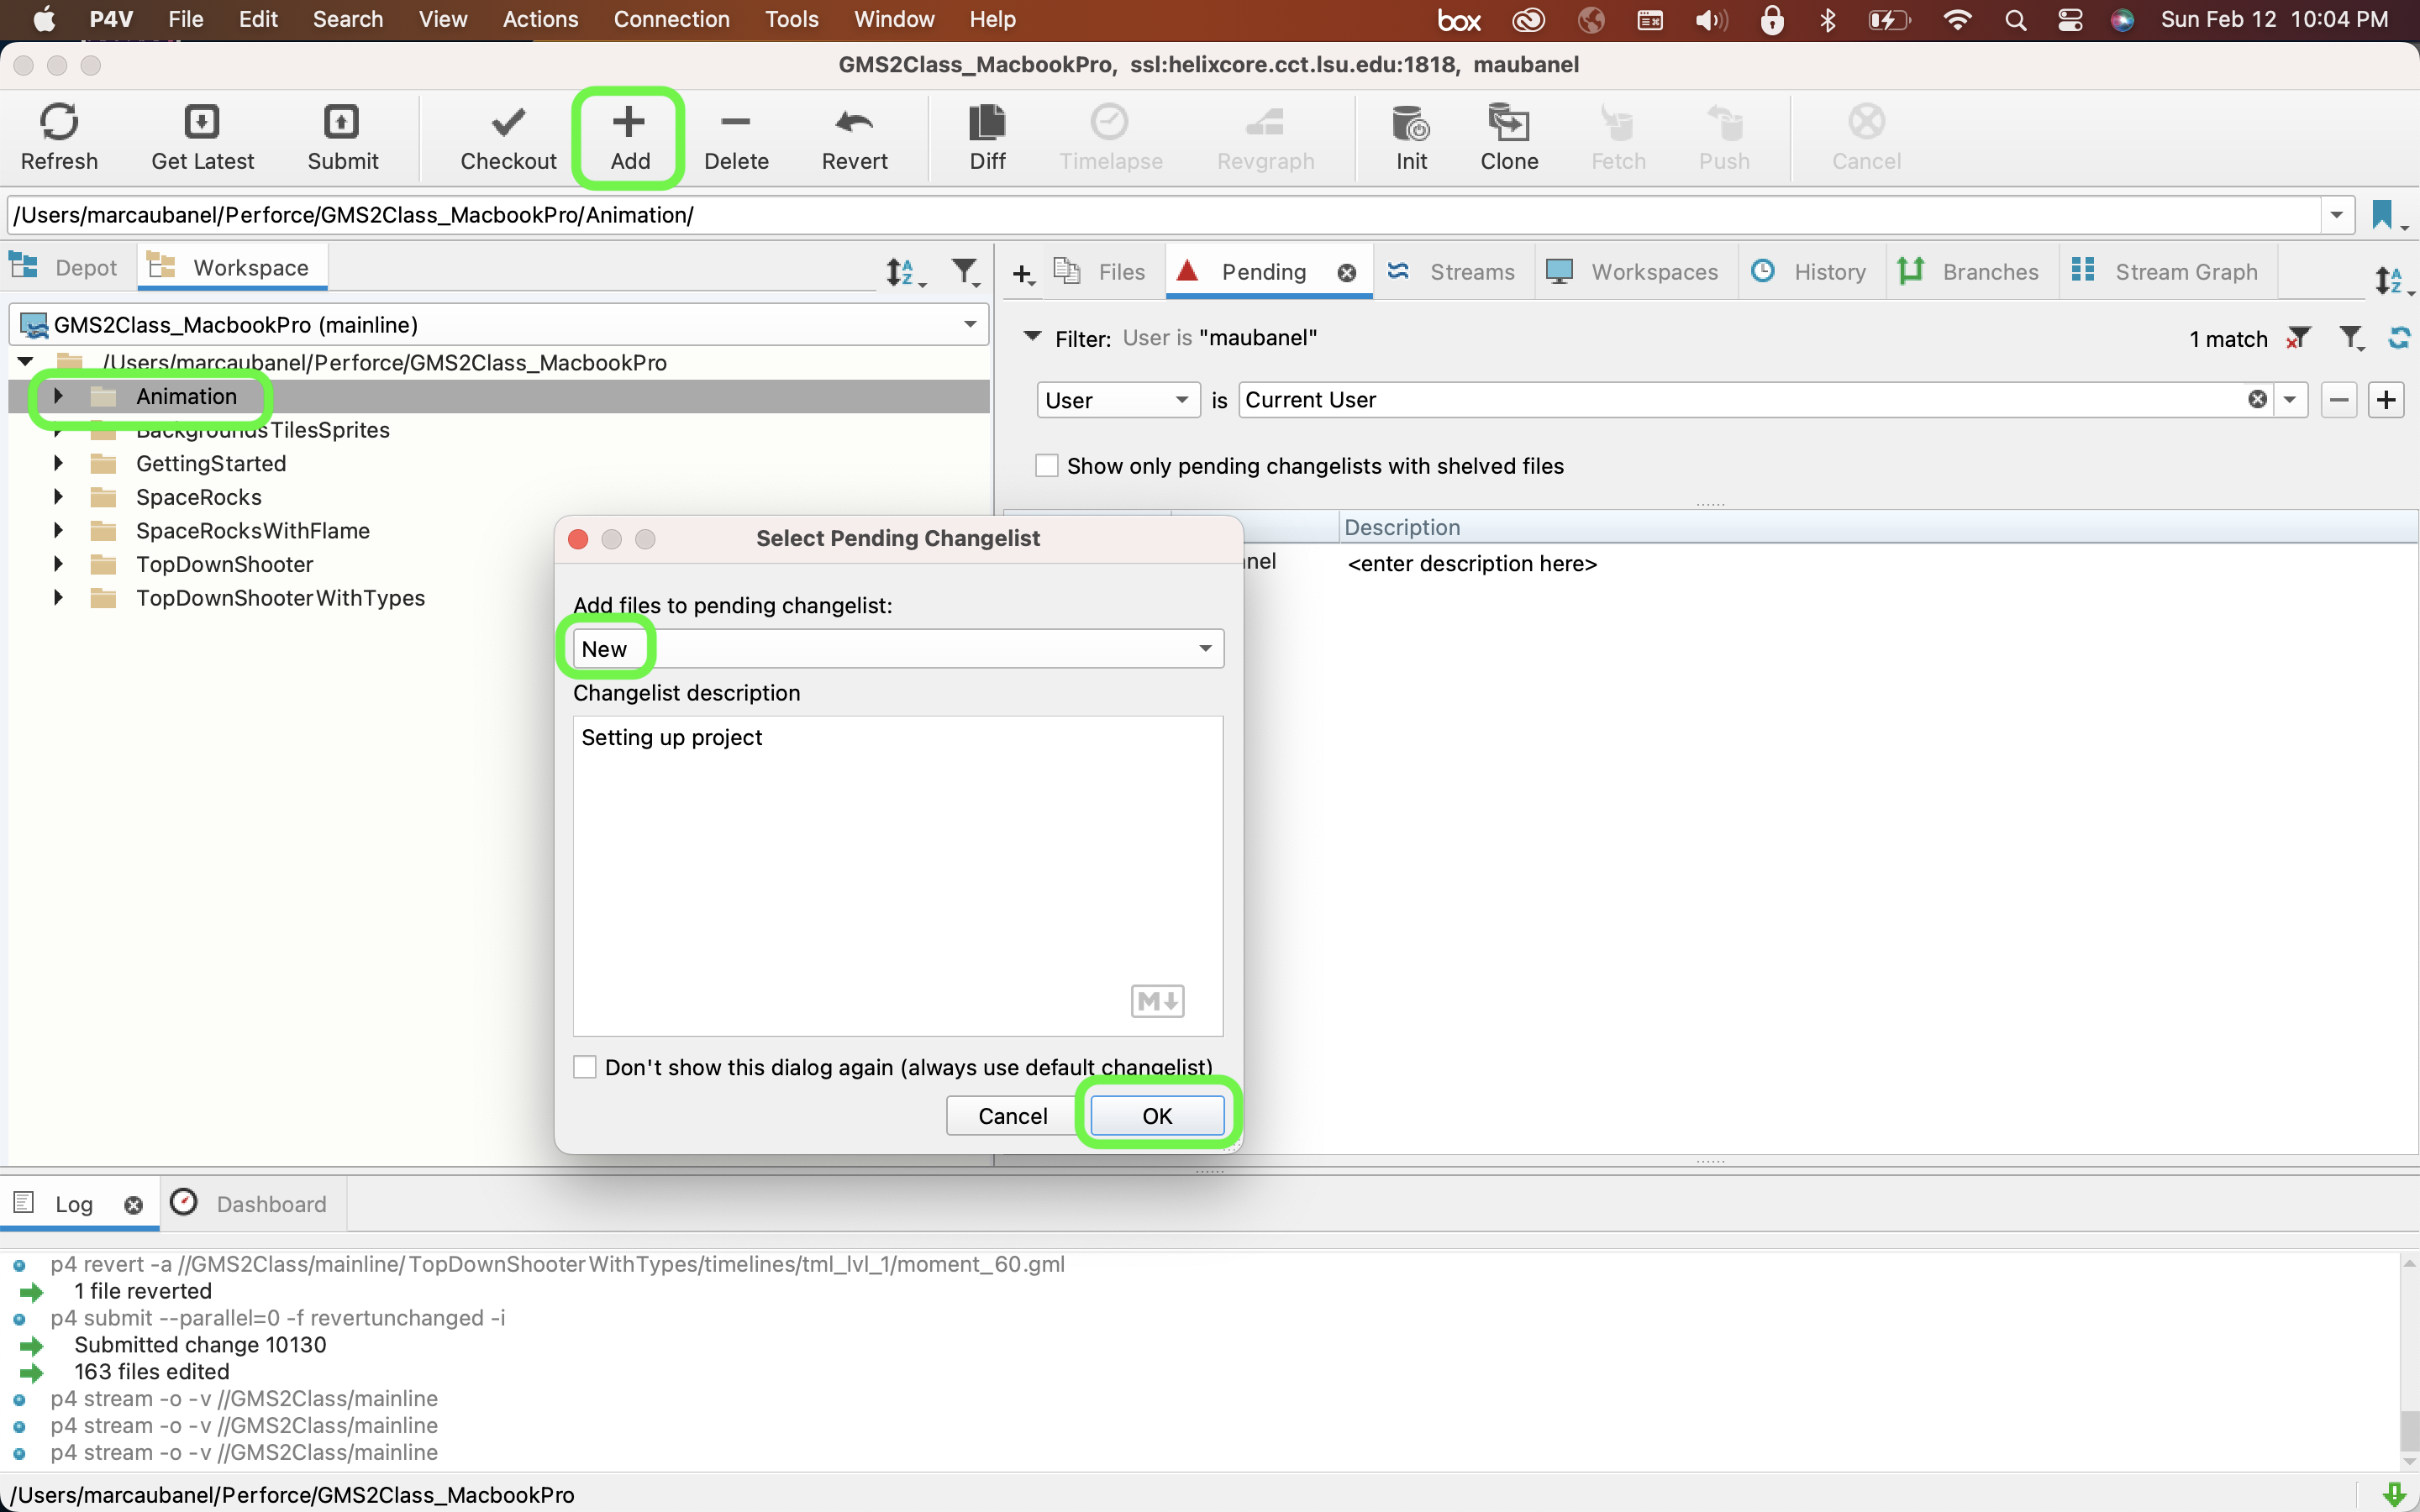 P4V File Edit Search View Actions Connection Tools Window Help box Sun Feb 12 10:04 PM
GMS2Class_MacbookPro, ssl:helixcore.cct.lsu.edu:1818, maubanel
Refresh Get Latest Submit Checkout Add Delete Revert Diff Timelapse Revgraph Init Clone Fetch Push Cancel
/Users/marcaubanel/Perforce/GMS2Class_MacbookPro/Animation/
Depot Workspace
Files Pending Streams Workspaces History Branches Stream Graph
GMS2Class_MacbookPro (mainline)
/Users/marcaubanel/Perforce/GMS2Class_MacbookPro
Animation
BackgroundsTilesSprites
GettingStarted
SpaceRocks
SpaceRocksWithFlame
TopDownShooter
TopDownShooterWithTypes
Filter: User is "maubanel"
1 match
User is Current User
Show only pending changelists with shelved files
Description
nel <enter description here>
Select Pending Changelist
Add files to pending changelist:
New
Changelist description
Setting up project
M
Don't show this dialog again (always use default changelist)
Cancel OK
Log Dashboard
p4 revert -a //GMS2Class/mainline/TopDownShooterWithTypes/timelines/tml_lvl_1/moment_60.gml
1 file reverted
p4 submit --parallel=0 -f revertunchanged -i
Submitted change 10130
163 files edited
p4 stream -o -v //GMS2Class/mainline
p4 stream -o -v //GMS2Class/mainline
p4 stream -o -v //GMS2Class/mainline
/Users/marcaubanel/Perforce/GMS2Class_MacbookPro